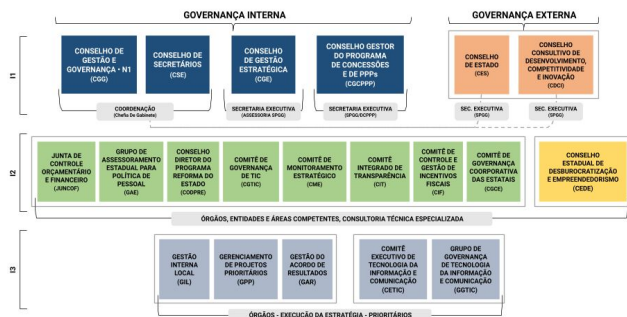 GOVERNANÇA INTERNA
GOVERNANÇA EXTERNA
I1
CONSELHO DE
GESTÃO E
GOVERNANÇA • N1
(CGG)
CONSELHO DE
SECRETÁRIOS
(CSE)
CONSELHO
DE GESTÃO
ESTRATÉGICA
(CGE)
CONSELHO GESTOR
DO PROGRAMA DE
CONCESSÕES
E DE PPPs
(CGCPPP)
CONSELHO
DE ESTADO
(CES)
CONSELHO
CONSULTIVO DE
DESENVOLVIMENTO,
COMPETITIVIDADE
E INOVAÇÃO
(CDCI)
COORDENAÇÃO
(Chefia De Gabinete)
SECRETARIA EXECUTIVA
(ASSESSORIA SPGG)
SECRETARIA EXECUTIVA
(SPGG/DCPPP)
SEC. EXECUTIVA
(SPGG)
SEC. EXECUTIVA
(SPGG)
I2
JUNTA DE
CONTROLE
ORÇAMENTÁRIO
E FINANCEIRO
(JUNCOF)
GRUPO DE
ASSESSORAMENTO
ESTADUAL PARA
POLÍTICA DE
PESSOAL
(GAE)
CONSELHO
DIRETOR DO
PROGRAMA
REFORMA
DO ESTADO
(CODPRE)
COMITÊ DE
GOVERNANÇA
DE TIC
(CGTIC)
COMITÊ DE
MONITORAMENTO
ESTRATÉGICO
(CME)
COMITÊ
INTEGRADO DE
TRANSPARÊNCIA
(CIT)
COMITÊ DE
CONTROLE E
GESTÃO DE
INCENTIVOS
FISCAIS
(CIF)
COMITÊ DE
GOVERNANÇA
COORPORATIVA
DAS ESTATAIS
(CGCE)
CONSELHO
ESTADUAL DE
DESBUROCRATIZAÇÃO
E EMPREENDEDORISMO
(CEDE)
ÓRGÃOS, ENTIDADES E ÁREAS COMPETENTES, CONSULTORIA TÉCNICA ESPECIALIZADA
I3
GESTÃO
INTERNA
LOCAL
(GIL)
GERENCIAMENTO
DE PROJETOS
PRIORITÁRIOS
(GPP)
GESTÃO DO
ACORDO DE
RESULTADOS
(GAR)
COMITÊ
EXECUTIVO DE
TECNOLOGIA DA
INFORMAÇÃO E
COMUNICAÇÃO
(CETIC)
GRUPO DE
GOVERNANÇA
DE TECNOLOGIA
DA INFORMAÇÃO
E COMUNICAÇÃO
(GGTIC)
ÓRGÃOS - EXECUÇÃO DA ESTRATÉGIA - PRIORITÁRIOS